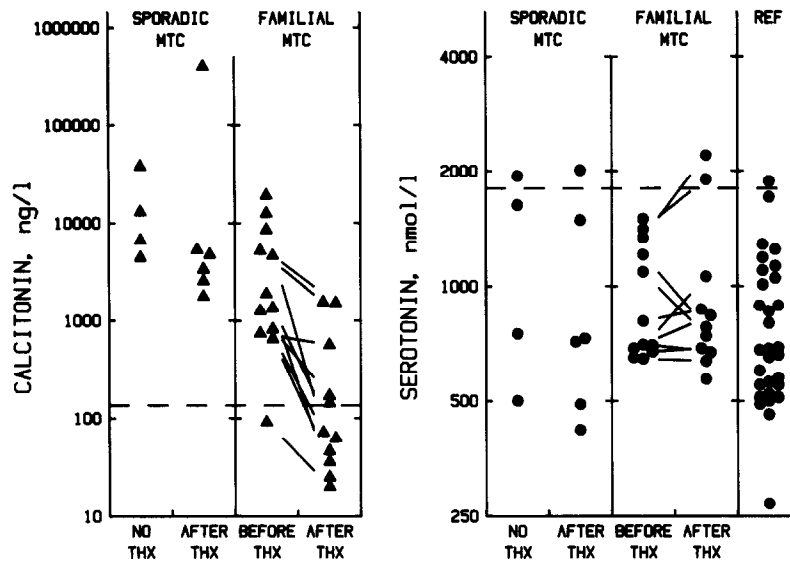 SPORADIC MTC
FAMILIAL MTC
CALCITONIN, ng/l
1000000
100000
10000
1000
100
10
NO THX
AFTER THX
BEFORE THX
AFTER THX
SPORADIC MTC
FAMILIAL MTC
REF
SEROTONIN, nmol/l
4000
2000
1000
500
250
NO THX
AFTER THX
BEFORE THX
AFTER THX